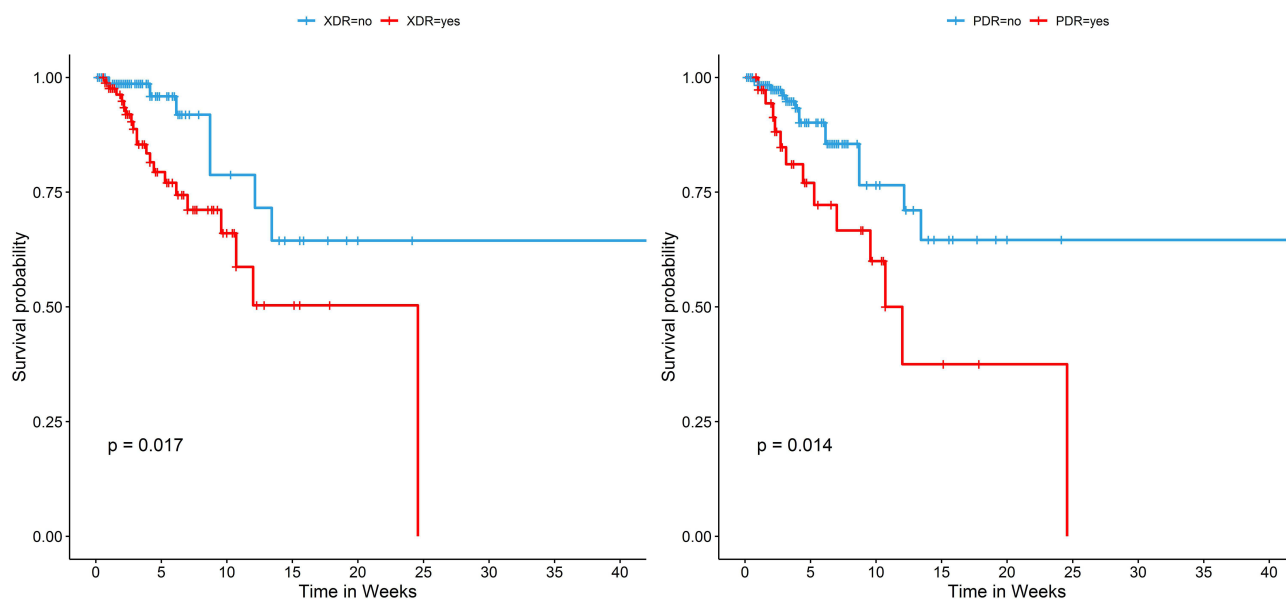 XDR=no XDR=yes
1.00
0.75
0.50
0.25
0.00
Survival probability
p = 0.017
0 5 10 15 20 25 30 35 40
Time in Weeks
PDR=no PDR=yes
1.00
0.75
0.50
0.25
0.00
Survival probability
p = 0.014
0 5 10 15 20 25 30 35 40
Time in Weeks